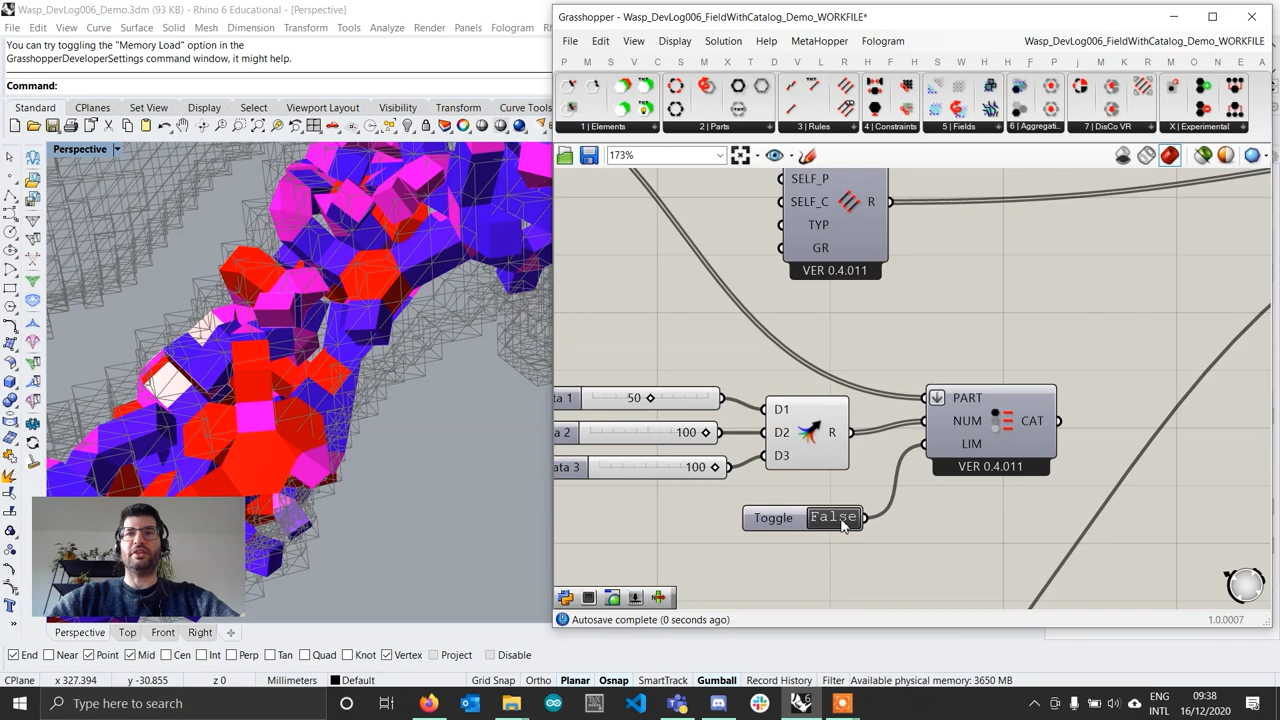 Wasp_DevLog006_Demo.3dm (93 KB) - Rhino 6 Educational - [Perspective]
File Edit View Curve Surface Solid Mesh Dimension Transform Tools Analyze Render Panels Fologram
You can try toggling the "Memory Load" option in the
GrasshopperDeveloperSettings command window, it might help.
Command:
Standard CPlanes Set View Display Select Viewport Layout Visibility Transform Curve Tools
Perspective
Grasshopper - Wasp_DevLog006_FieldWithCatalog_Demo_WORKFILE*
File Edit View Display Solution Help MetaHopper Fologram Wasp_DevLog006_FieldWithCatalog_Demo_WORKFILE
1 | Elements 2 | Parts 3 | Rules 4 | Constraints 5 | Fields 6 | Aggregati.. 7 | DisCo VR X | Experimental
173%
SELF_P
SELF_C R
TYP
GR
VER 0.4.011
ta 1 50
ta 2 100
ta 3 100
D1
D2 R
D3
PART
NUM CAT
LIM
VER 0.4.011
Toggle False
Autosave complete (0 seconds ago) 1.0.0007
Perspective Top Front Right
End Near Point Mid Cen Int Perp Tan Quad Knot Vertex Project Disable
CPlane x 327.394 y -30.855 z 0 Millimeters Default Grid Snap Ortho Planar Osnap SmartTrack Gumball Record History Filter Available physical memory: 3650 MB
Type here to search
ENG
INTL
09:38
16/12/2020